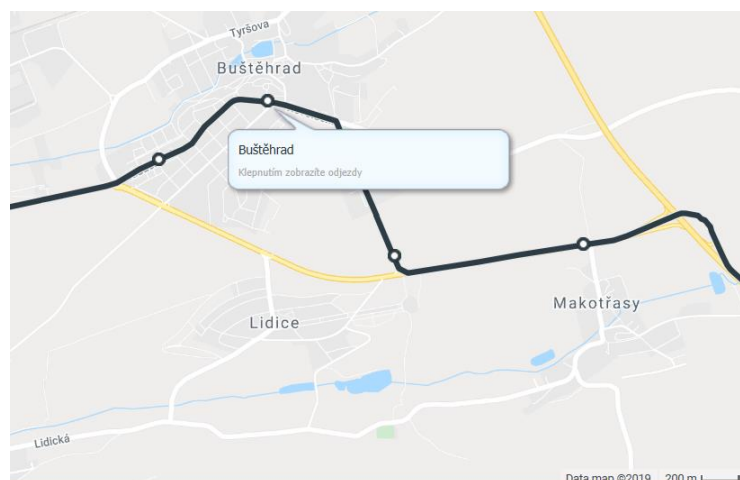 Tyršova
Buštěhrad
Buštěhrad
Klepnutím zobrazíte odjezdy
Makotřasy
Lidice
Lidická
Data map ©2019 200 m